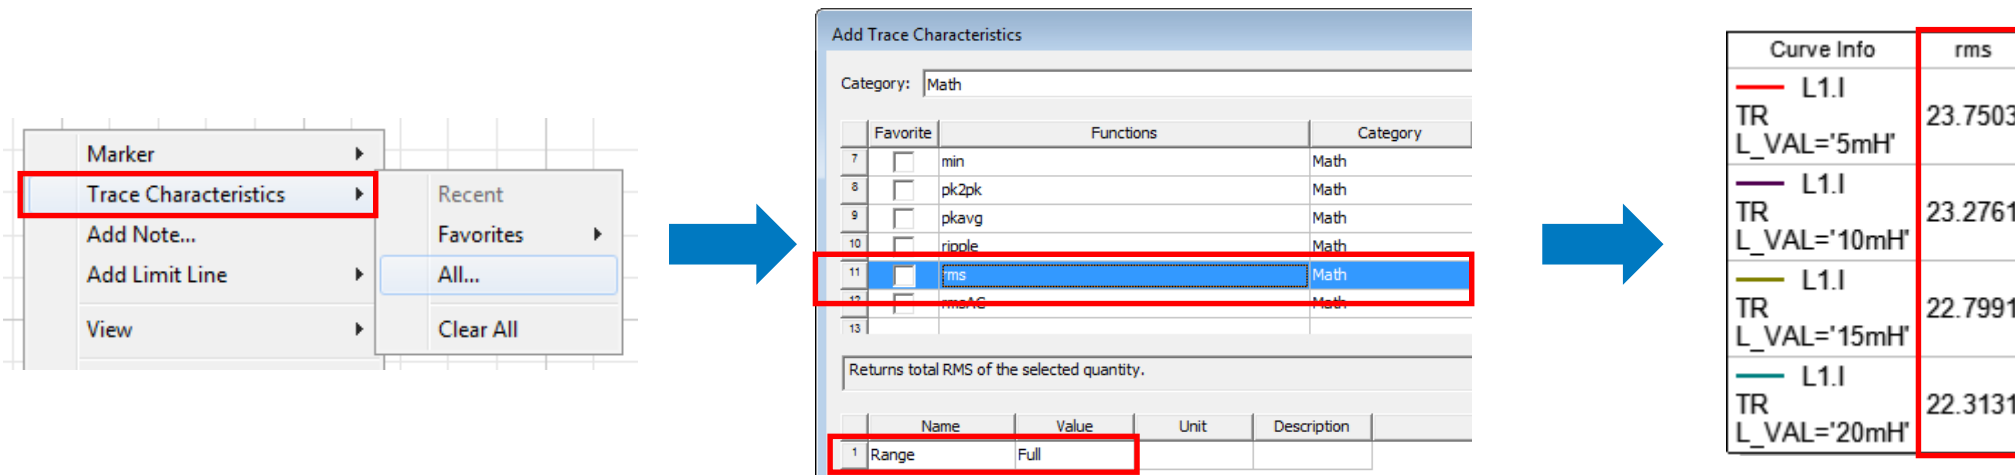 Marker
Trace Characteristics
Add Note...
Add Limit Line
View
Recent
Favorites
All...
Clear All
Add Trace Characteristics
Category: Math
Favorite Functions Category
7 min Math
8 pk2pk Math
9 pkavg Math
10 ripple Math
11 rms Math
12 rmsAC Math
13
Returns total RMS of the selected quantity.
Name Value Unit Description
1 Range Full
Curve Info rms
L1.I
TR
L_VAL='5mH'
23.7503
L1.I
TR
L_VAL='10mH'
23.2761
L1.I
TR
L_VAL='15mH'
22.7991
L1.I
TR
L_VAL='20mH'
22.3131